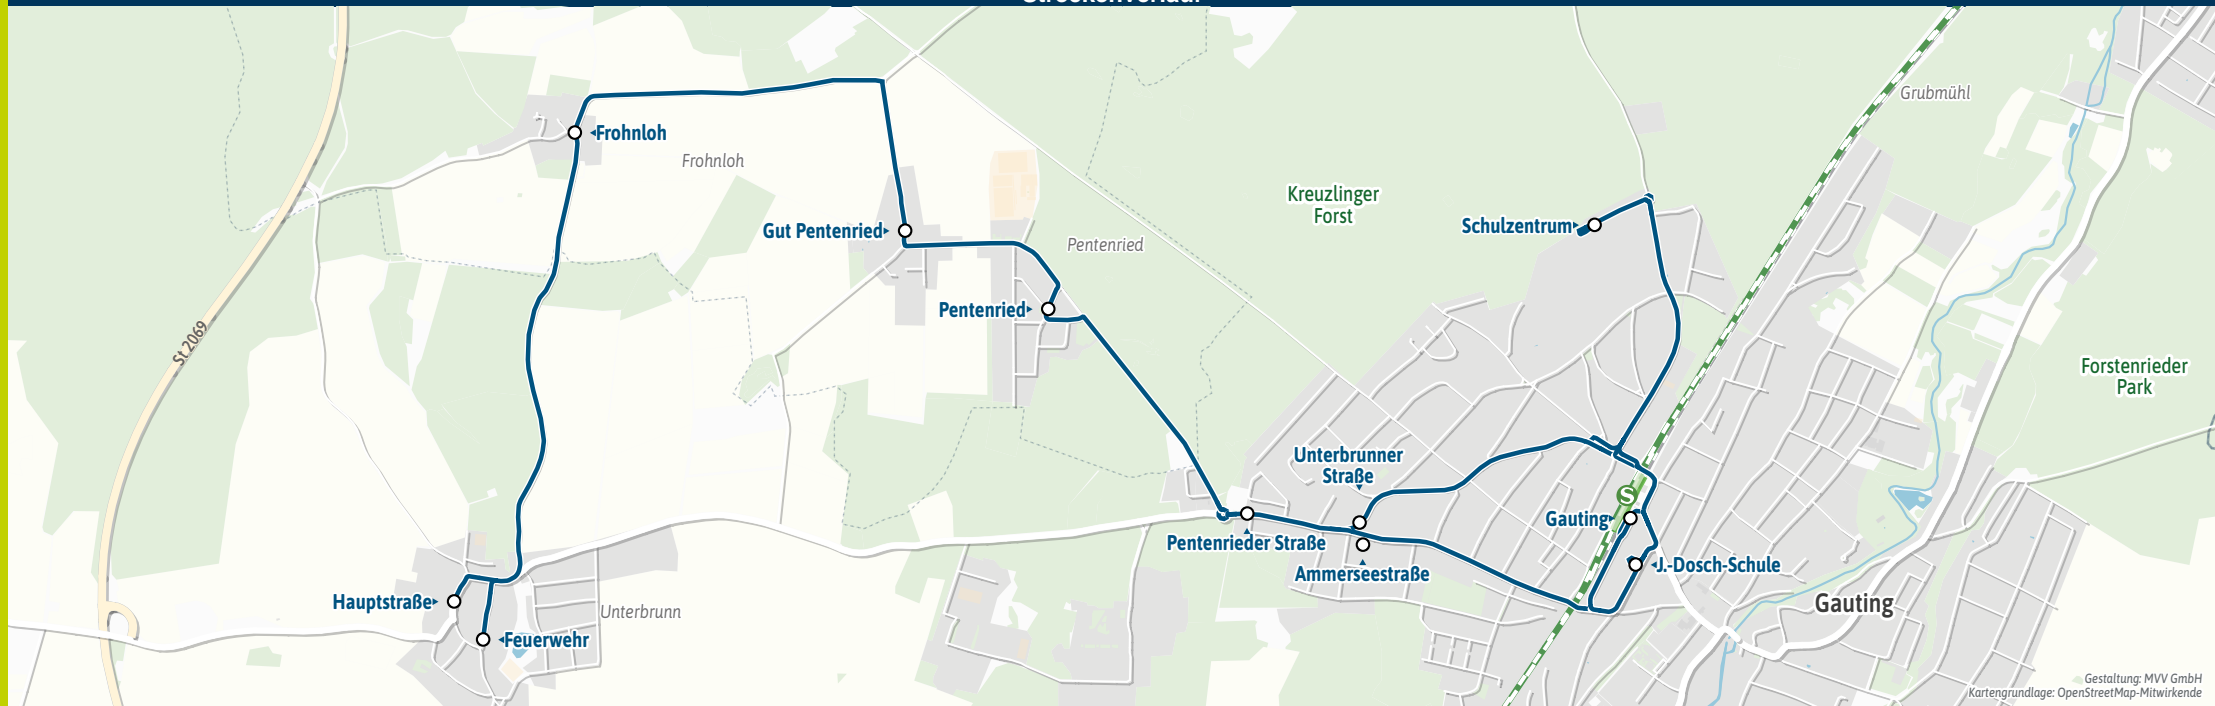 Streckenverlauf
Grubmühl
Frohnloh
Frohnloh
Kreuzlinger
Forst
Schulzentrum
Gut Pentenried
Pentenried
Pentenried
St 2069
Forstenrieder
Park
Unterbrunner
Straße
S
Gauting
Pentenrieder Straße
J.-Dosch-Schule
Ammerseestraße
Hauptstraße
Gauting
Unterbrunn
Feuerwehr
Gestaltung: MVV GmbH
Kartengrundlage: OpenStreetMap-Mitwirkende